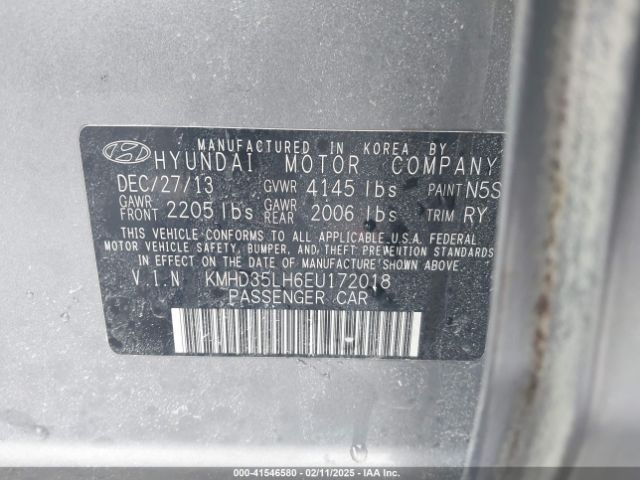 MANUFACTURED IN KOREA BY
HYUNDAI MOTOR COMPANY
DEC/27/13 GVWR 4145 lbs PAINT N5S
GAWR FRONT 2205 lbs GAWR REAR 2006 lbs TRIM RY
THIS VEHICLE CONFORMS TO ALL APPLICABLE U.S.A. FEDERAL
MOTOR VEHICLE SAFETY, BUMPER, AND THEFT PREVENTION STANDARDS
IN EFFECT ON THE DATE OF MANUFACTURE SHOWN ABOVE.
V.I.N KMHD35LH6EU172018
PASSENGER CAR
000-41546580 - 02/11/2025 - IAA Inc.